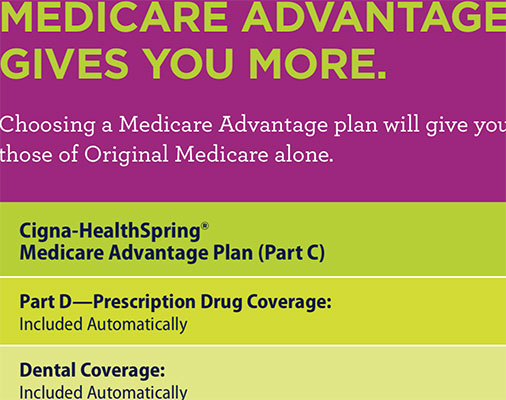 MEDICARE ADVANTAGE
GIVES YOU MORE.
Choosing a Medicare Advantage plan will give you
those of Original Medicare alone.
Cigna-HealthSpring®
Medicare Advantage Plan (Part C)
Part D—Prescription Drug Coverage:
Included Automatically
Dental Coverage:
Included Automatically